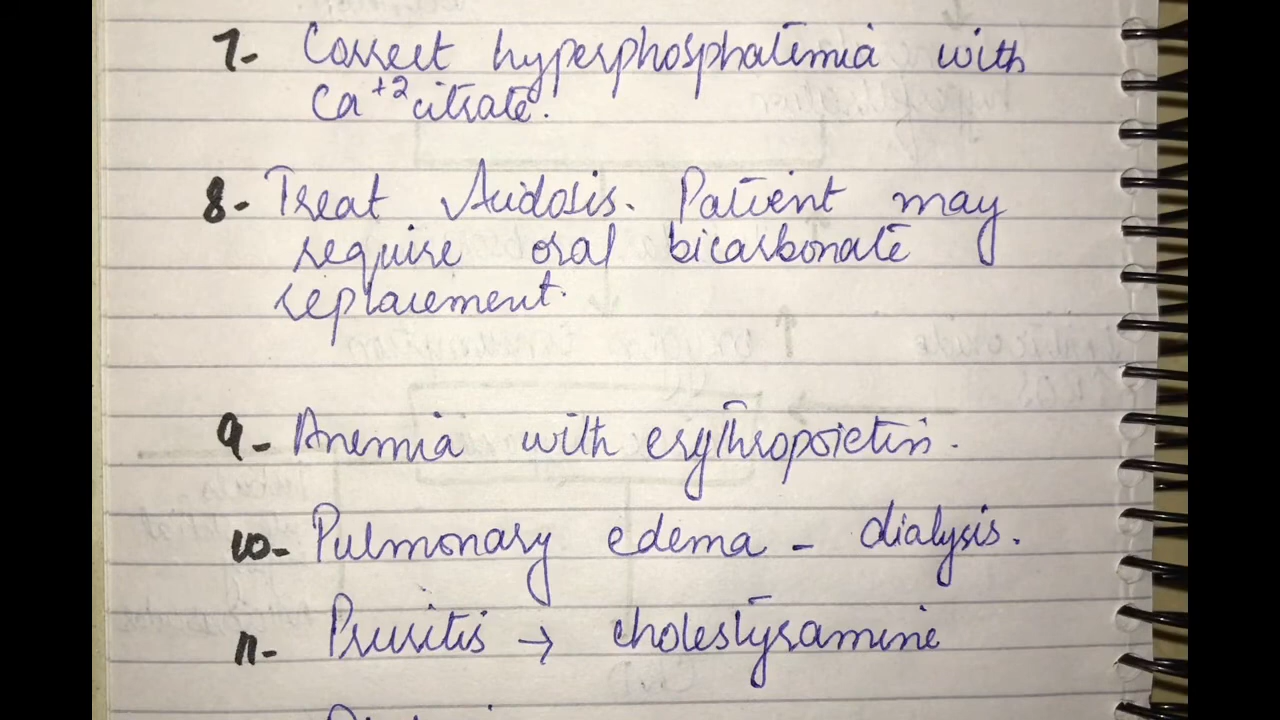 7- Correct hyperphosphatemia with
Ca+2 citrate.
8- Treat Acidosis. Patient may
require oral bicarbonate
replacement.
9- Anemia with erythropoietin.
10- Pulmonary edema - dialysis.
11- Pruritis → cholestyramine